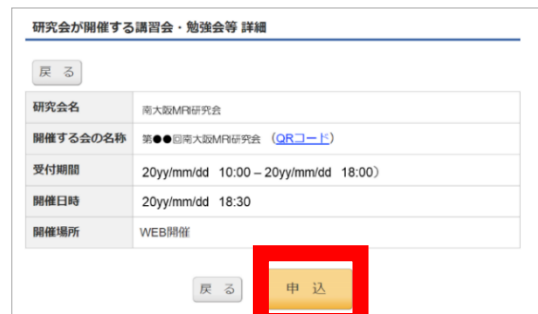 研究会が開催する講習会・勉強会等 詳細
戻 る
研究会名 南大阪MRI研究会
開催する会の名称 第●●回南大阪MRI研究会 (QRコード)
受付期間 20yy/mm/dd 10:00 – 20yy/mm/dd 18:00)
開催日時 20yy/mm/dd 18:30
開催場所 WEB開催
戻 る 申 込